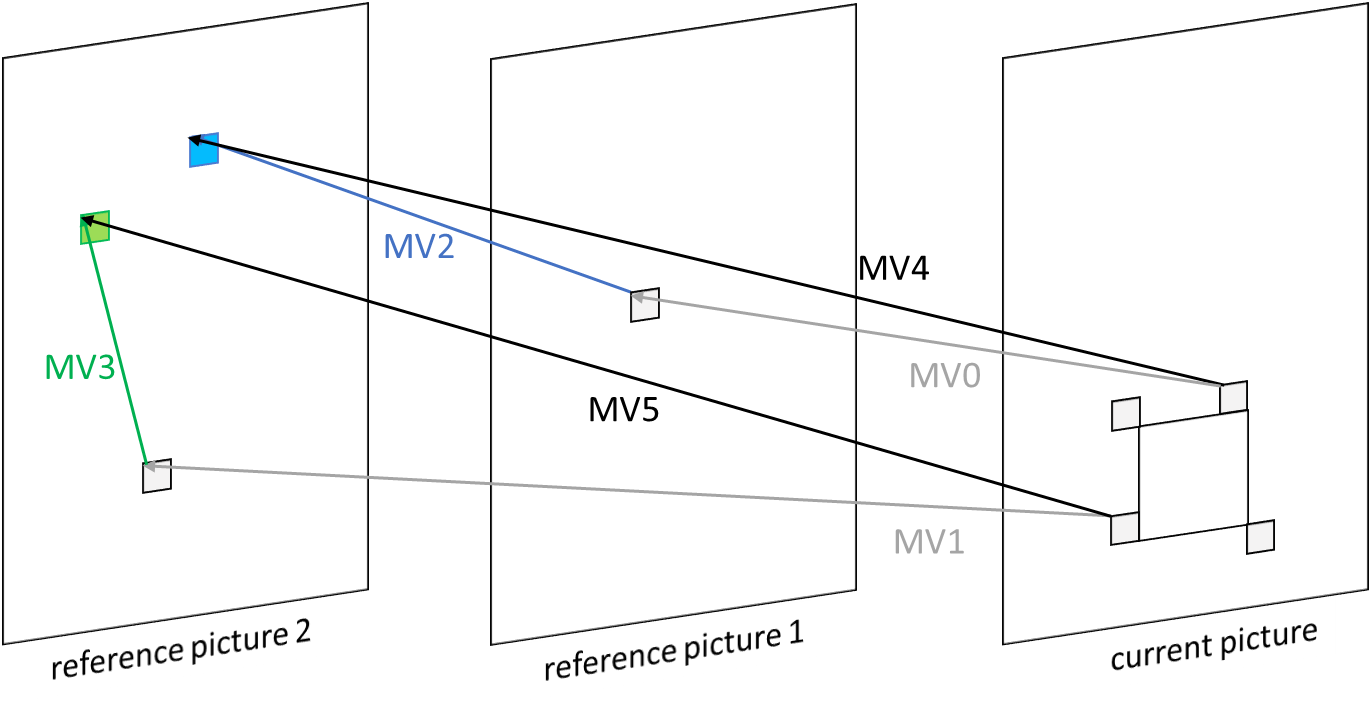 MV2
MV4
MV3
MV0
MV5
MV1
reference picture 2
reference picture 1
current picture